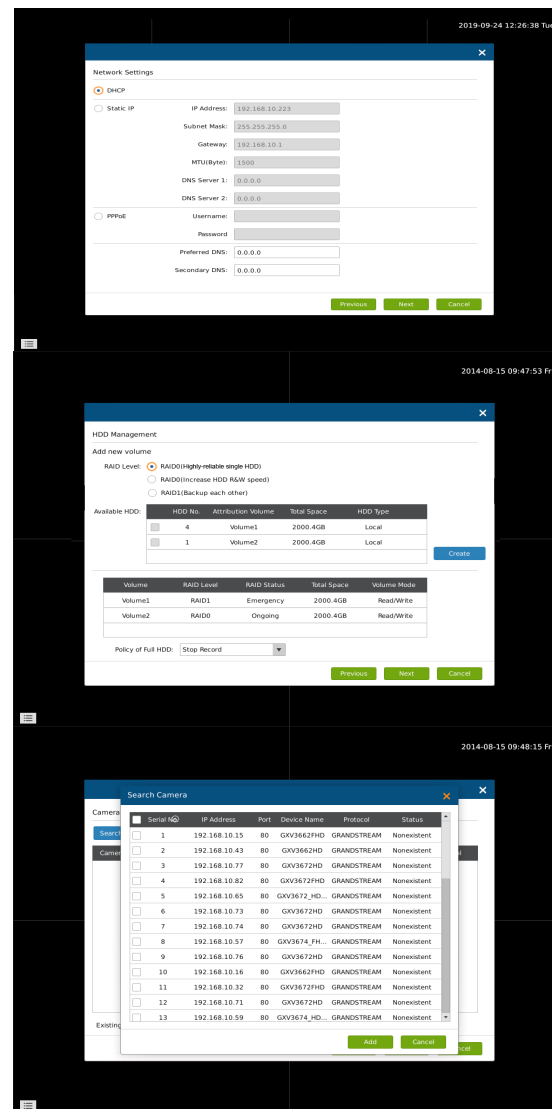 2019-09-24 12:26:38 Tue
×
Network Settings
DHCP
Static IP IP Address: 192.168.10.223
Subnet Mask: 255.255.255.0
Gateway: 192.168.10.1
MTU(Byte): 1500
DNS Server 1: 0.0.0.0
DNS Server 2: 0.0.0.0
PPPoE Username:
Password
Preferred DNS: 0.0.0.0
Secondary DNS: 0.0.0.0
Previous Next Cancel
2014-08-15 09:47:53 Fr
×
HDD Management
Add new volume
RAID Level: RAID0(Highly-reliable single HDD)
RAID0(Increase HDD R&W speed)
RAID1(Backup each other)
Available HDD: HDD No. Attribution Volume Total Space HDD Type
4 Volume1 2000.4GB Local
1 Volume2 2000.4GB Local
Create
Volume RAID Level RAID Status Total Space Volume Mode
Volume1 RAID1 Emergency 2000.4GB Read/Write
Volume2 RAID0 Ongoing 2000.4GB Read/Write
Policy of Full HDD: Stop Record
Previous Next Cancel
2014-08-15 09:48:15 Fr
×
Search Camera ×
Camera
Search
Camer
Serial No IP Address Port Device Name Protocol Status
1 192.168.10.15 80 GXV3662FHD GRANDSTREAM Nonexistent
2 192.168.10.43 80 GXV3662HD GRANDSTREAM Nonexistent
3 192.168.10.77 80 GXV3672HD GRANDSTREAM Nonexistent
4 192.168.10.82 80 GXV3672FHD GRANDSTREAM Nonexistent
5 192.168.10.65 80 GXV3672_HD... GRANDSTREAM Nonexistent
6 192.168.10.73 80 GXV3672HD GRANDSTREAM Nonexistent
7 192.168.10.74 80 GXV3672HD GRANDSTREAM Nonexistent
8 192.168.10.57 80 GXV3674_FH... GRANDSTREAM Nonexistent
9 192.168.10.76 80 GXV3672HD GRANDSTREAM Nonexistent
10 192.168.10.16 80 GXV3662FHD GRANDSTREAM Nonexistent
11 192.168.10.32 80 GXV3672FHD GRANDSTREAM Nonexistent
12 192.168.10.71 80 GXV3672HD GRANDSTREAM Nonexistent
13 192.168.10.59 80 GXV3674_HD... GRANDSTREAM Nonexistent
Existing
Add Cancel
ncel